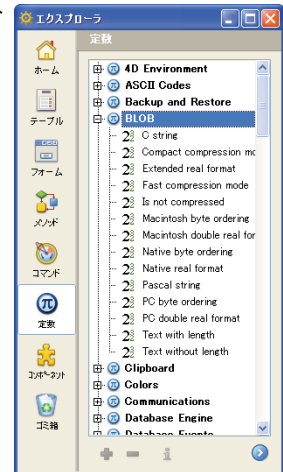 エクスプローラ
定数
ホーム
テーブル
フォーム
メソッド
コマンド
定数
コンポーネント
ゴミ箱
4D Environment
ASCII Codes
Backup and Restore
BLOB
C string
Compact compression mo
Extended real format
Fast compression mode
Is not compressed
Macintosh byte ordering
Macintosh double real for
Native byte ordering
Native real format
Pascal string
PC byte ordering
PC double real format
Text with length
Text without length
Clipboard
Colors
Communications
Database Engine
Database Events